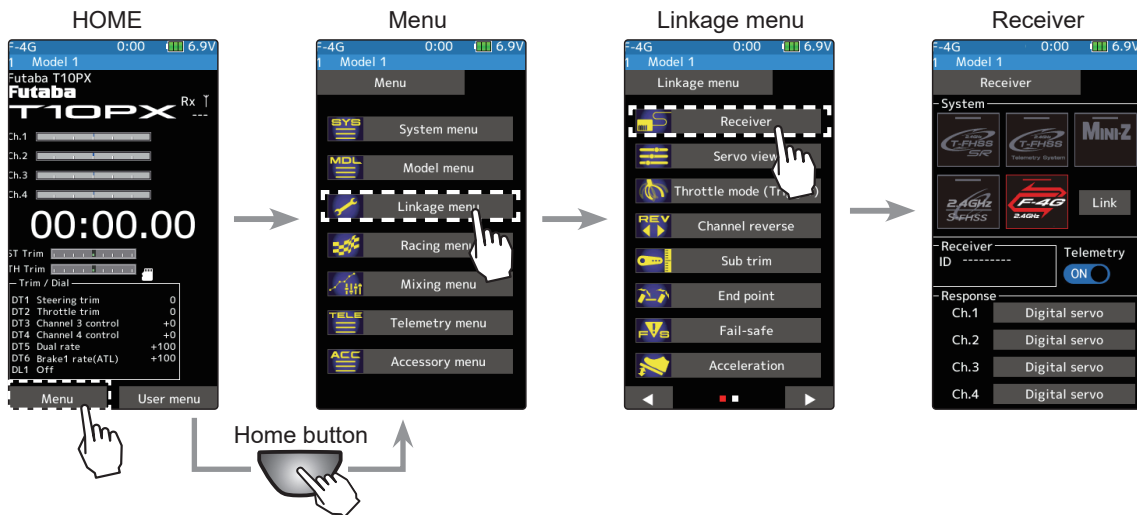 HOME
F-4G 0:00 6.9V
1 Model 1
Futaba T10PX
Futaba
T10PX
Rx
---
Ch.1
Ch.2
Ch.3
Ch.4
00:00.00
ST Trim
TH Trim
Trim / Dial
DT1 Steering trim 0
DT2 Throttle trim 0
DT3 Channel 3 control +0
DT4 Channel 4 control +0
DT5 Dual rate +100
DT6 Brake1 rate(ATL) +100
DL1 Off
Menu User menu
Home button
Menu
F-4G 0:00 6.9V
1 Model 1
Menu
SYS System menu
MDL Model menu
Linkage menu
Racing menu
Mixing menu
TELE Telemetry menu
ACC Accessory menu
Linkage menu
F-4G 0:00 6.9V
1 Model 1
Linkage menu
Receiver
Servo view
Throttle mode (Tr
REV Channel reverse
Sub trim
End point
F/S Fail-safe
Acceleration
Receiver
F-4G 0:00 6.9V
1 Model 1
Receiver
System
2.4GHz T-FHSS SR
2.4GHz T-FHSS Telemetry System
MINI-Z
2.4GHz S-FHSS
F-4G 2.4GHz
Link
Receiver
ID ---------
Telemetry
ON
Response
Ch.1 Digital servo
Ch.2 Digital servo
Ch.3 Digital servo
Ch.4 Digital servo